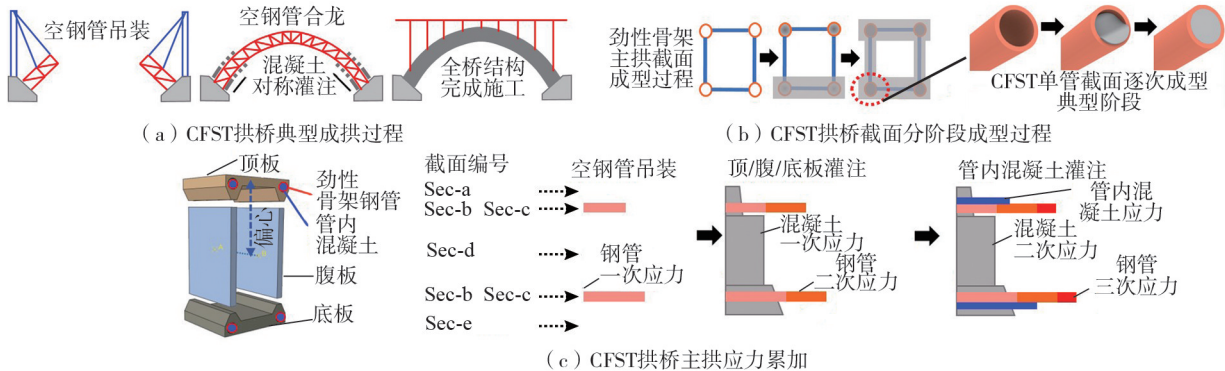 空钢管吊装
空钢管合龙
混凝土
对称灌注
全桥结构
完成施工
(a) CFST拱桥典型成拱过程
劲性骨架
主拱截面
成型过程
CFST单管截面逐次成型
典型阶段
(b) CFST拱桥截面分阶段成型过程
顶板
劲性
骨架钢管
管内
混凝土
偏心
腹板
底板
截面编号
Sec-a
Sec-b Sec-c
Sec-d
Sec-b Sec-c
Sec-e
空钢管吊装
钢管
一次应力
顶/腹/底板灌注
混凝土
一次应力
钢管
二次应力
管内混凝土灌注
管内混
凝土应力
混凝土
二次应力
钢管
三次应力
(c) CFST拱桥主拱应力累加